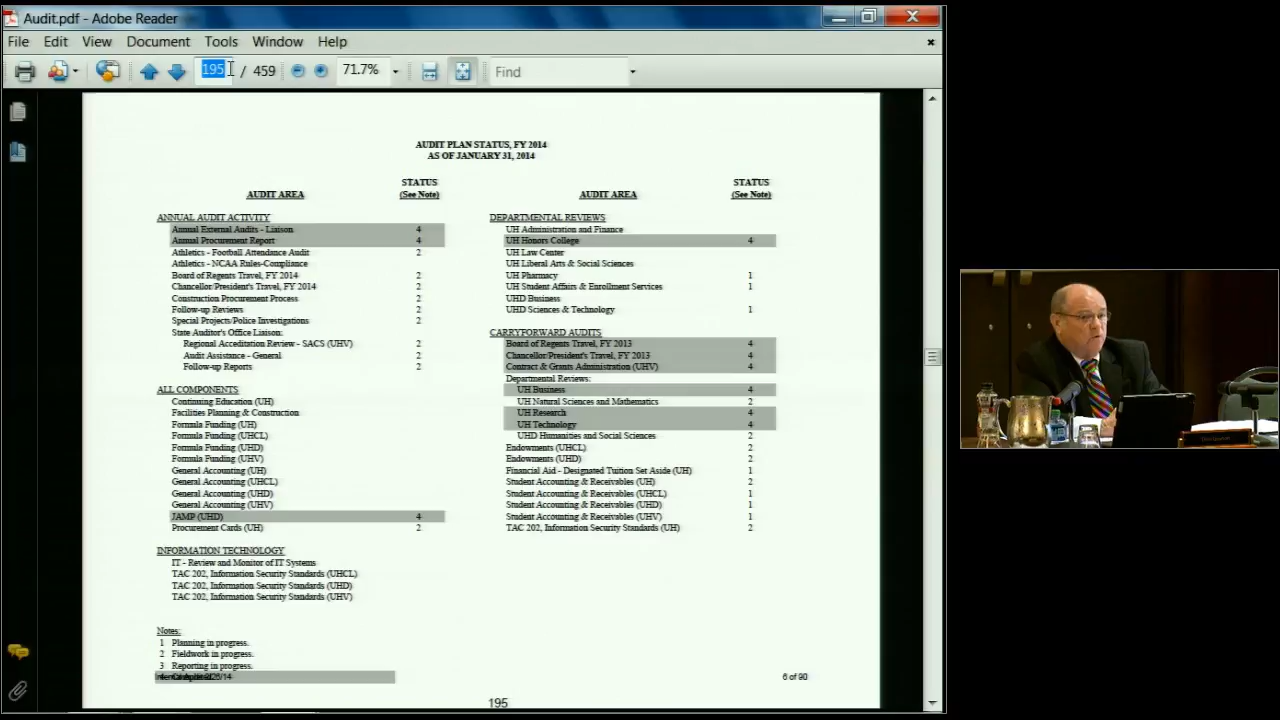 Audit.pdf - Adobe Reader
File Edit View Document Tools Window Help
195 / 459 71.7% Find
AUDIT PLAN STATUS, FY 2014
AS OF JANUARY 31, 2014
AUDIT AREA STATUS (See Note)
ANNUAL AUDIT ACTIVITY
Annual External Audits - Liaison 4
Annual Procurement Report 4
Athletics - Football Attendance Audit 2
Athletics - NCAA Rules-Compliance
Board of Regents Travel, FY 2014 2
Chancellor/President's Travel, FY 2014 2
Construction Procurement Process 2
Follow-up Reviews 2
Special Projects/Police Investigations 2
State Auditor's Office Liaison:
Regional Accreditation Review - SACS (UHV) 2
Audit Assistance - General 2
Follow-up Reports 2
ALL COMPONENTS
Continuing Education (UH)
Facilities Planning & Construction
Formula Funding (UH)
Formula Funding (UHCL)
Formula Funding (UHD)
Formula Funding (UHV)
General Accounting (UH)
General Accounting (UHCL)
General Accounting (UHD)
General Accounting (UHV)
JAMP (UHD) 4
Procurement Cards (UH) 2
INFORMATION TECHNOLOGY
IT - Review and Monitor of IT Systems
TAC 202, Information Security Standards (UHCL)
TAC 202, Information Security Standards (UHD)
TAC 202, Information Security Standards (UHV)
AUDIT AREA STATUS (See Note)
DEPARTMENTAL REVIEWS
UH Administration and Finance
UH Honors College 4
UH Law Center
UH Liberal Arts & Social Sciences
UH Pharmacy 1
UH Student Affairs & Enrollment Services 1
UHD Business
UHD Sciences & Technology 1
CARRYFORWARD AUDITS
Board of Regents Travel, FY 2013 4
Chancellor/President's Travel, FY 2013 4
Contract & Grants Administration (UHV) 4
Departmental Reviews:
UH Business 4
UH Natural Sciences and Mathematics 2
UH Research 4
UH Technology 4
UHD Humanities and Social Sciences 2
Endowments (UHCL) 2
Endowments (UHD) 2
Financial Aid - Designated Tuition Set Aside (UH) 1
Student Accounting & Receivables (UH) 2
Student Accounting & Receivables (UHCL) 1
Student Accounting & Receivables (UHD) 1
Student Accounting & Receivables (UHV) 1
TAC 202, Information Security Standards (UH) 2
Notes:
1 Planning in progress.
2 Fieldwork in progress.
3 Reporting in progress.
6 of 90
195